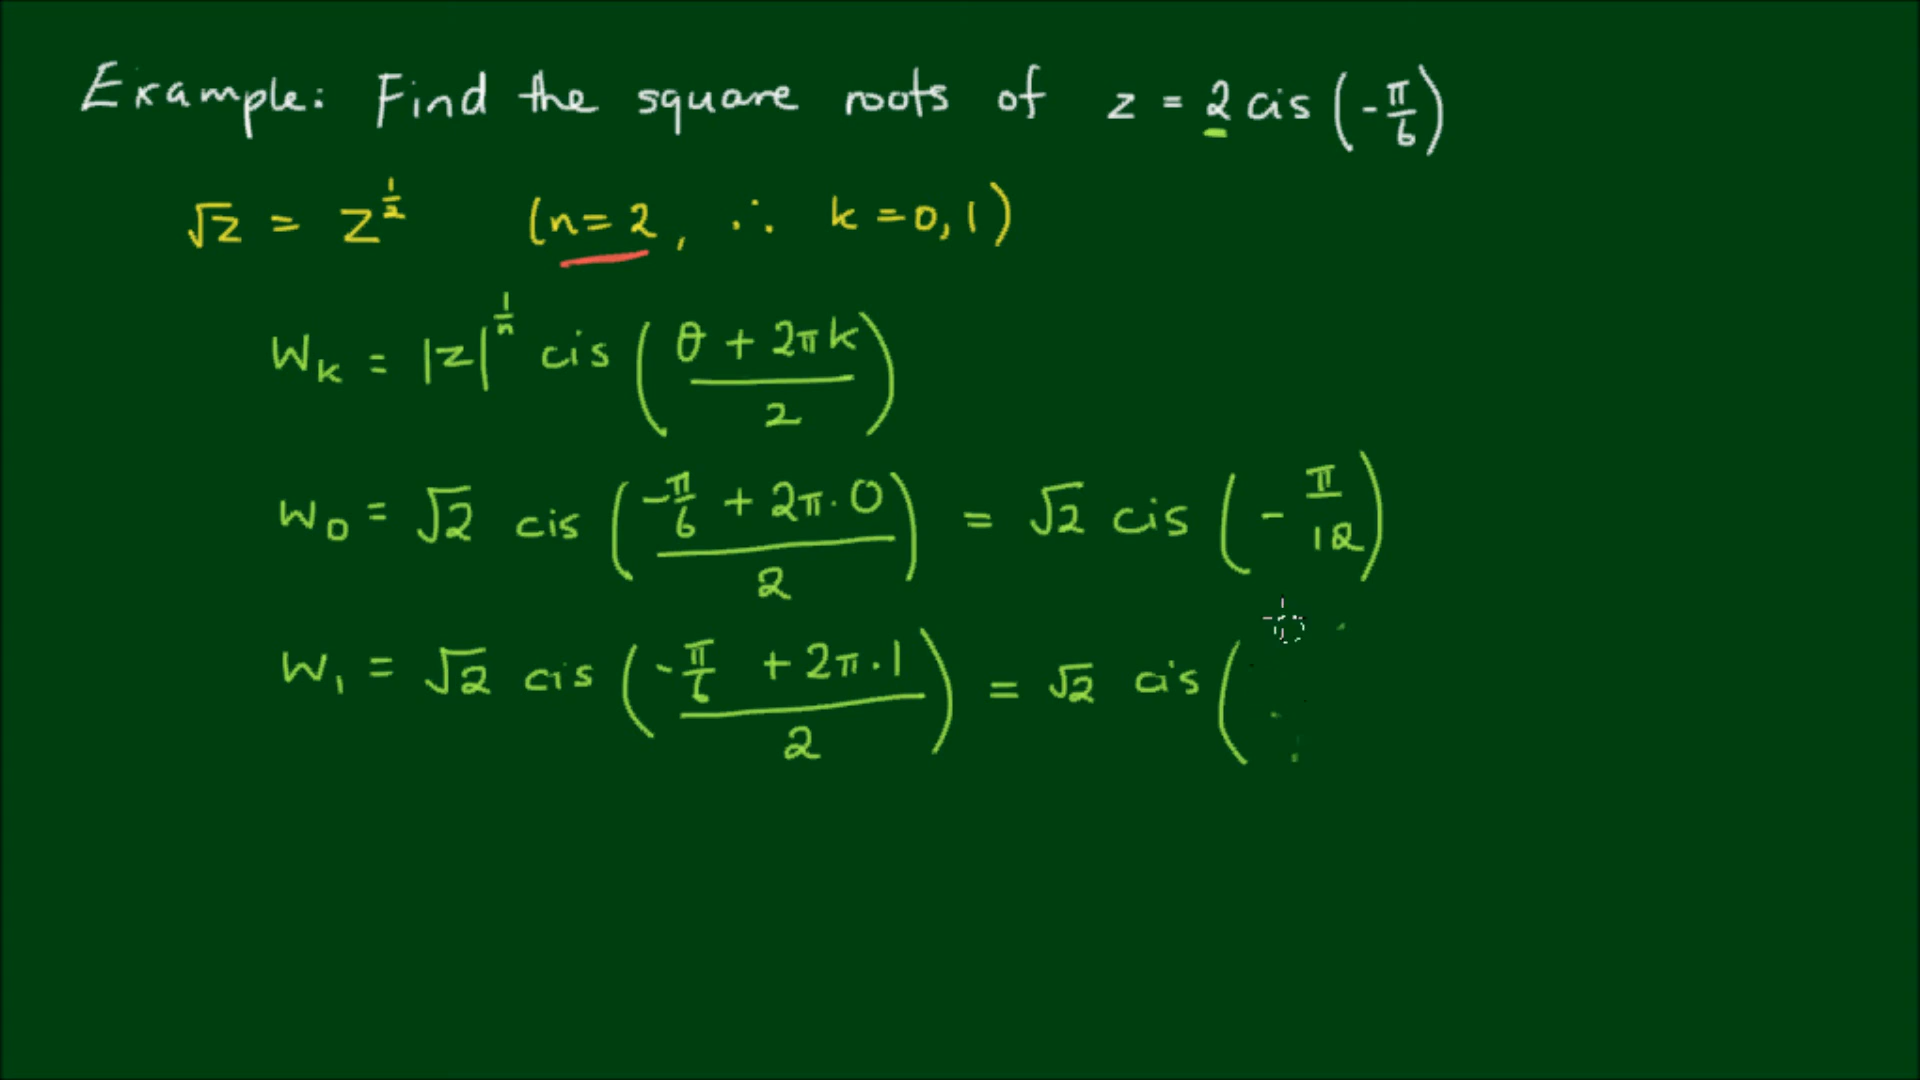 Example: Find the square roots of z = 2 cis (-π/6)
√z = z^(1/2) (n=2, ∴ k=0,1)
W_k = |z|^(1/n) cis ((θ + 2πk)/2)
W_0 = √2 cis ((-π/6 + 2π·0)/2) = √2 cis (-π/12)
W_1 = √2 cis ((-π/6 + 2π·1)/2) = √2 cis (